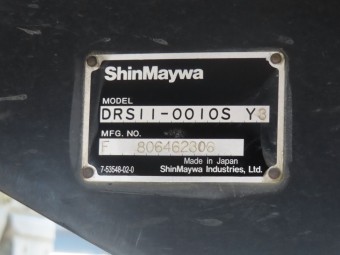 ShinMaywa
MODEL
DRS11-0010S Y3
MFG. NO.
F 806462306
7-53548-02-0
Made in Japan
ShinMaywa Industries, Ltd.